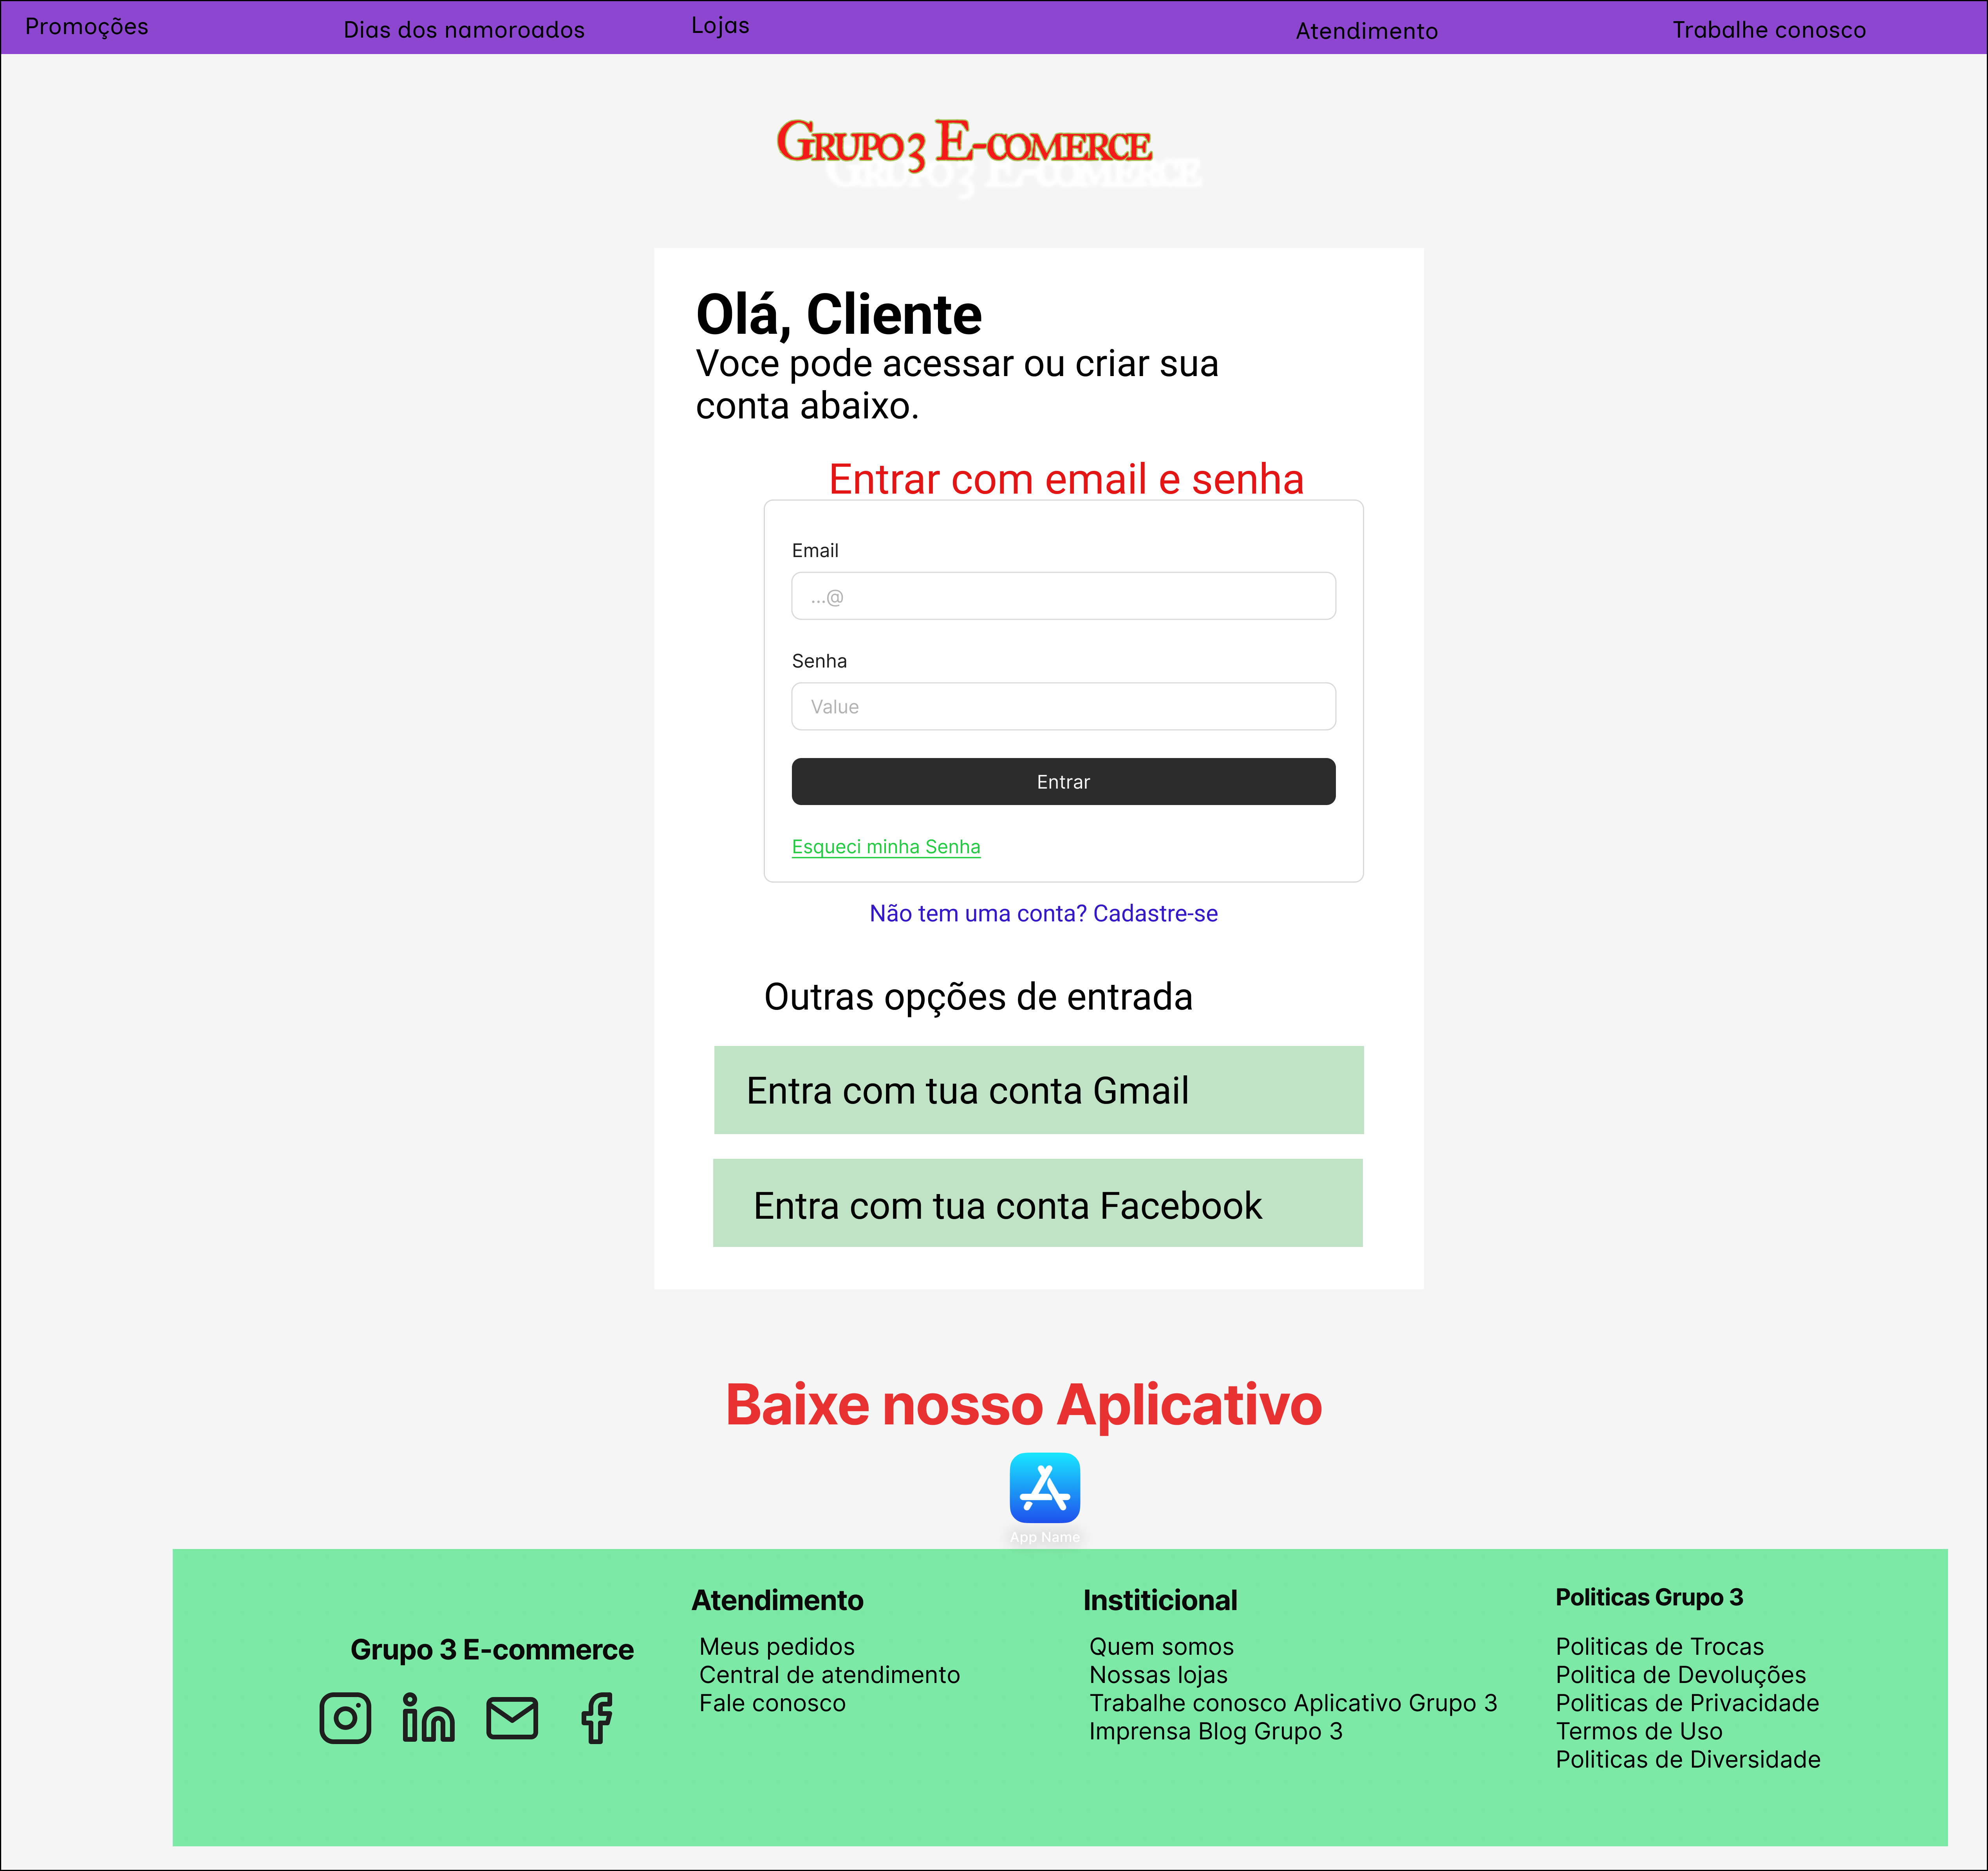 Promoções
Dias dos namoroados
Lojas
Atendimento
Trabalhe conosco
Grupo 3 E-comerce
Grupo 3 E-comerce
Olá, Cliente
Voce pode acessar ou criar sua
conta abaixo.
Entrar com email e senha
Email
...@
Senha
Value
Entrar
Esqueci minha Senha
Não tem uma conta? Cadastre-se
Outras opções de entrada
Entra com tua conta Gmail
Entra com tua conta Facebook
Baixe nosso Aplicativo
App Name
Grupo 3 E-commerce
Atendimento
Meus pedidos
Central de atendimento
Fale conosco
Institicional
Quem somos
Nossas lojas
Trabalhe conosco Aplicativo Grupo 3
Imprensa Blog Grupo 3
Politicas Grupo 3
Politicas de Trocas
Politica de Devoluções
Politicas de Privacidade
Termos de Uso
Politicas de Diversidade